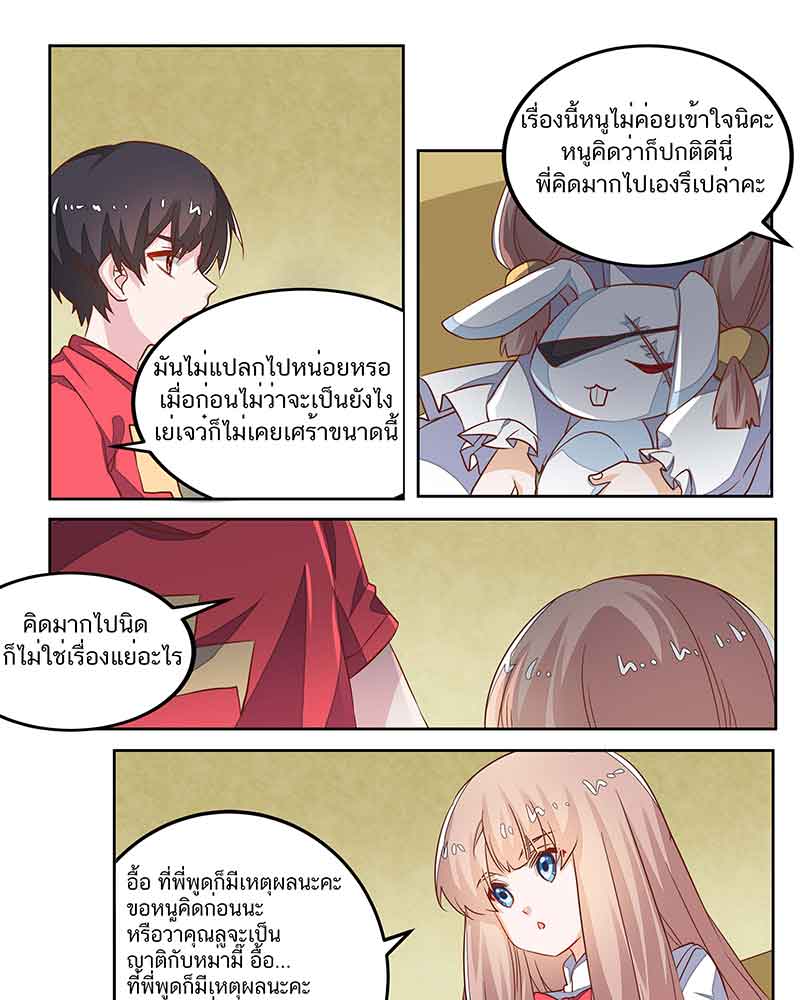 มันไม่แปลกไปหน่อยหรอ
เมื่อก่อนไม่ว่าจะเป็นยังไง
เย่เจว๋ก็ไม่เคยเศร้าขนาดนี้
เรื่องนี้หนูไม่ค่อยเข้าใจนิคะ
หนูคิดว่าก็ปกติดีนี่
พี่คิดมากไปเองรึเปล่าคะ
คิดมากไปนิด
ก็ไม่ใช่เรื่องแย่อะไร
อื้อ ที่พี่พูดก็มีเหตุผลนะคะ
ขอหนูคิดก่อนนะ
หรือว่าคุณลูจะเป็น
ญาติกับหม่ามี๊ อื้อ...
ที่พี่พูดก็มีเหตุผลนะคะ